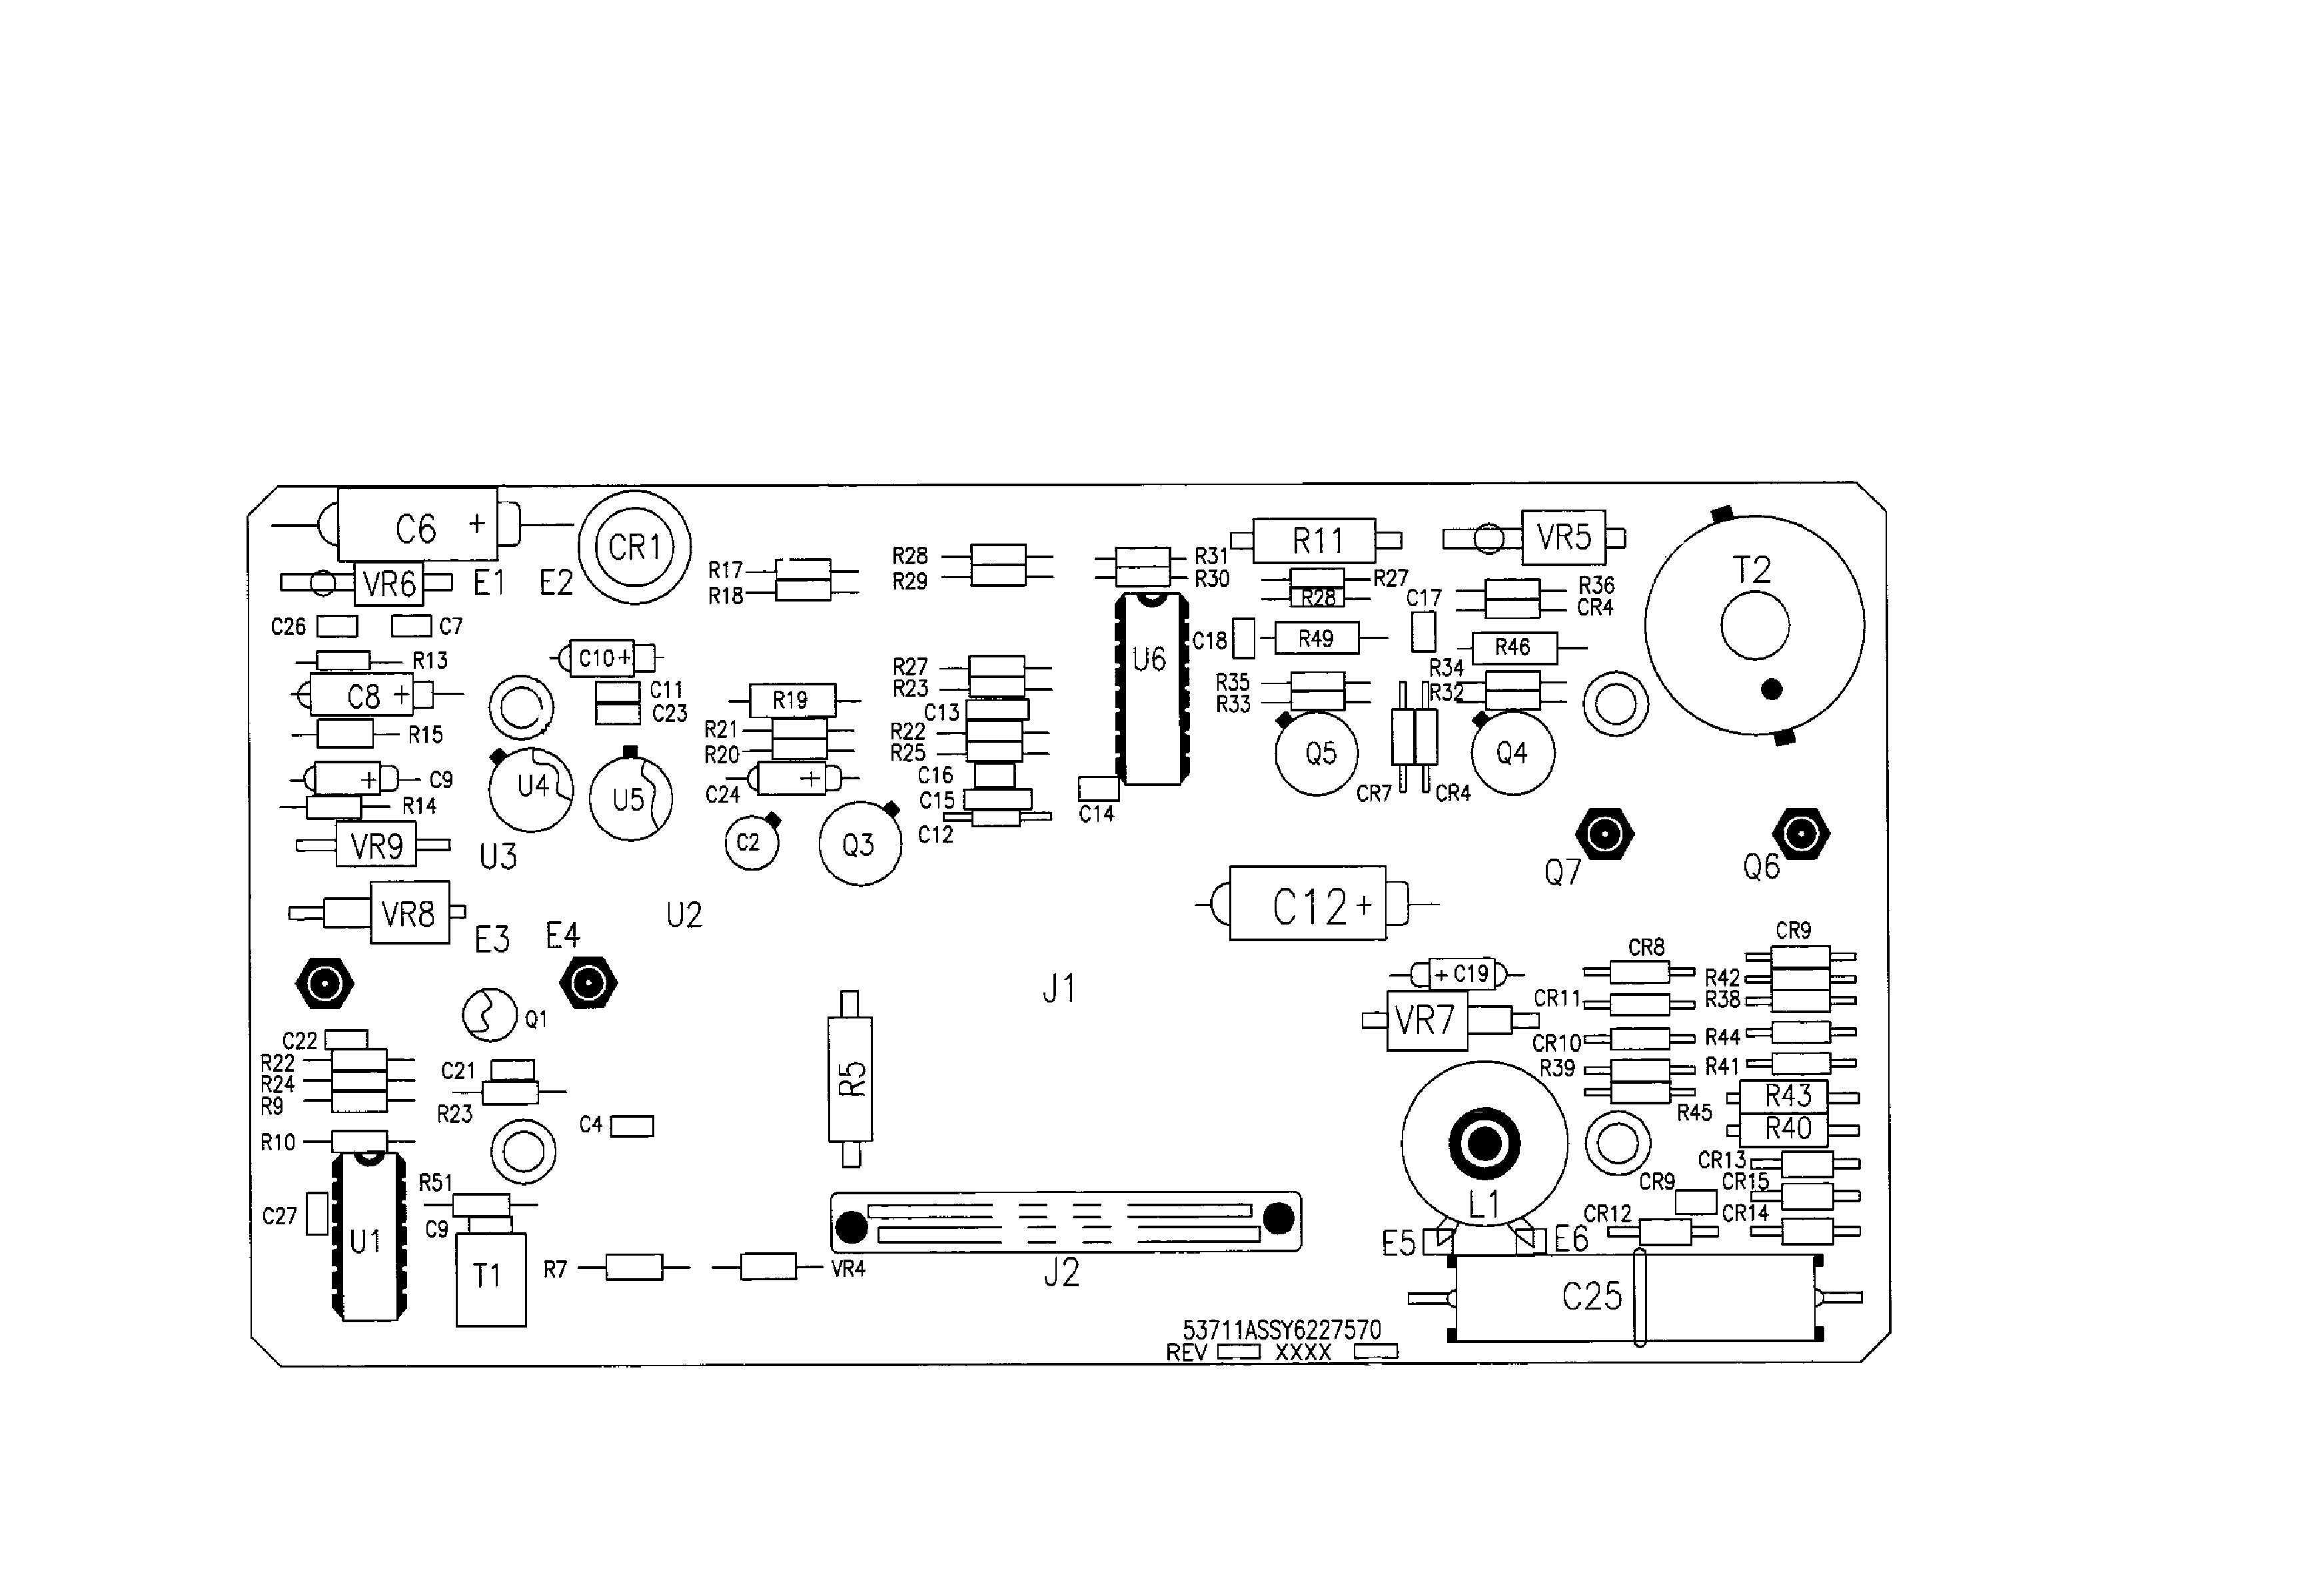 C6 +
CR1
R11
VR5
T2
VR6
E1
E2
R17
R18
R28
R29
R31
R30
R27
R28
C17
R36
CR4
C26
C7
C18
R49
R46
R13
C10+
U6
R27
R23
R34
R32
R35
R33
C8 +
C11
C23
R19
C13
R15
R21
R20
R22
R25
Q5
Q4
+ C9
U4
U5
C24 +
C16
C15
C12
C14
CR7
CR4
R14
VR9
U3
C2
Q3
Q7
Q6
VR8
U2
C12+
E3
E4
CR8
CR9
J1
+C19
R42
CR11
R38
Q1
VR7
C22
CR10
R44
R22
C21
R39
R41
R24
R5
R43
R9
R23
R45
C4
R40
R10
CR13
R51
CR9
CR15
L1
C27
C9
CR12
CR14
U1
E5
E6
T1
R7
VR4
J2
C25
53711ASSY6227570
REV XXXX